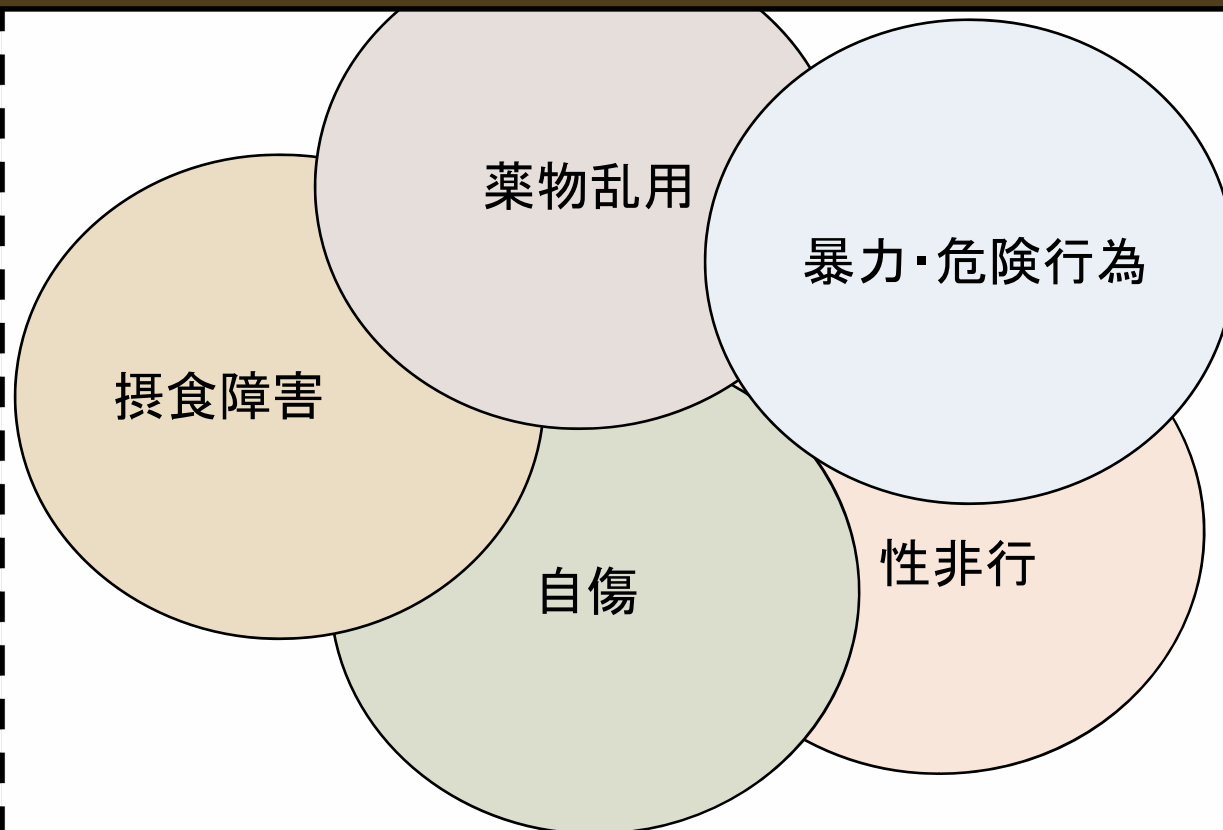 薬物乱用
暴力・危険行為
摂食障害
性非行
自傷